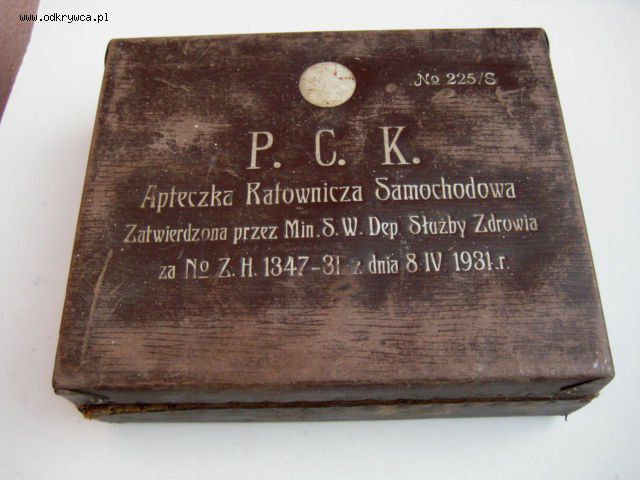 www.odkrywca.pl
No 225/S
P. C. K.
Apteczka Ratownicza Samochodowa
Zatwierdzona przez Min. S. W. Dep. Służby Zdrowia
za No Z. H. 1347-31 z dnia 8 IV. 1931 r.